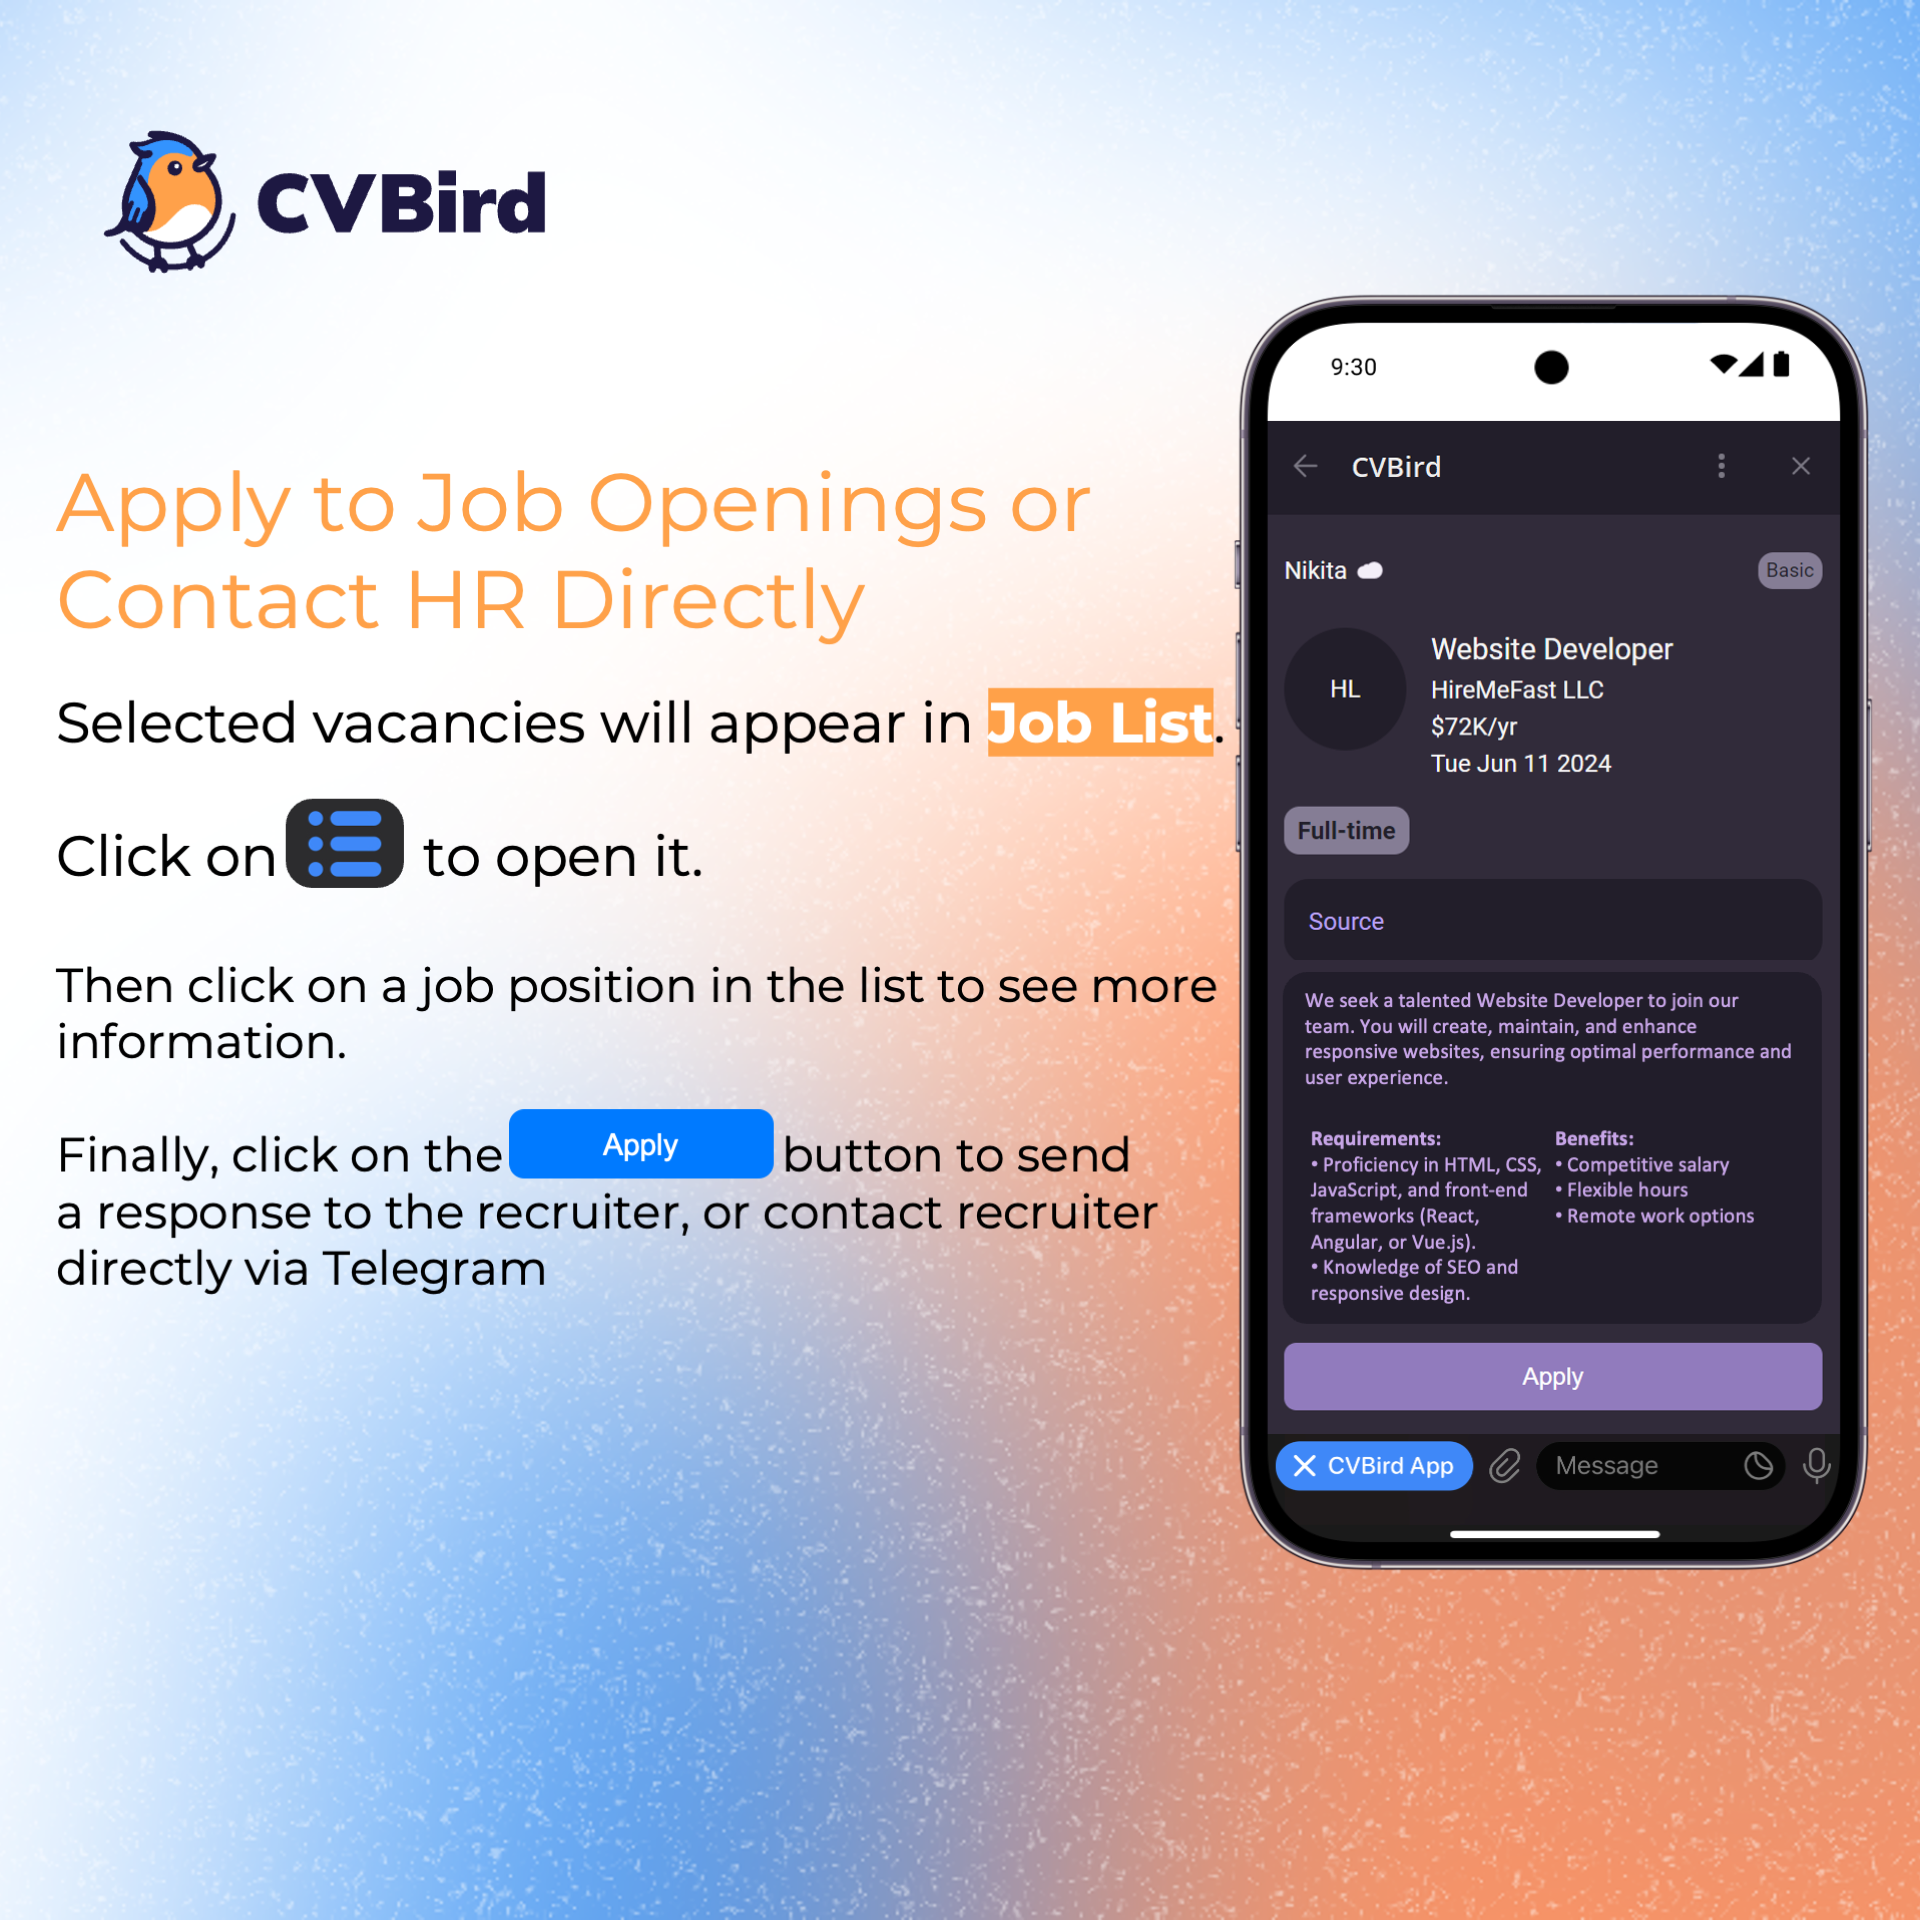 CVBird
Apply to Job Openings or
Contact HR Directly
Selected vacancies will appear in Job List.
Click on to open it.
Then click on a job position in the list to see more
information.
Finally, click on the Apply button to send
a response to the recruiter, or contact recruiter
directly via Telegram
9:30
CVBird
Nikita
Basic
HL
Website Developer
HireMeFast LLC
$72K/yr
Tue Jun 11 2024
Full-time
Source
We seek a talented Website Developer to join our
team. You will create, maintain, and enhance
responsive websites, ensuring optimal performance and
user experience.
Requirements:
• Proficiency in HTML, CSS,
JavaScript, and front-end
frameworks (React,
Angular, or Vue.js).
• Knowledge of SEO and
responsive design.
Benefits:
• Competitive salary
• Flexible hours
• Remote work options
Apply
CVBird App
Message